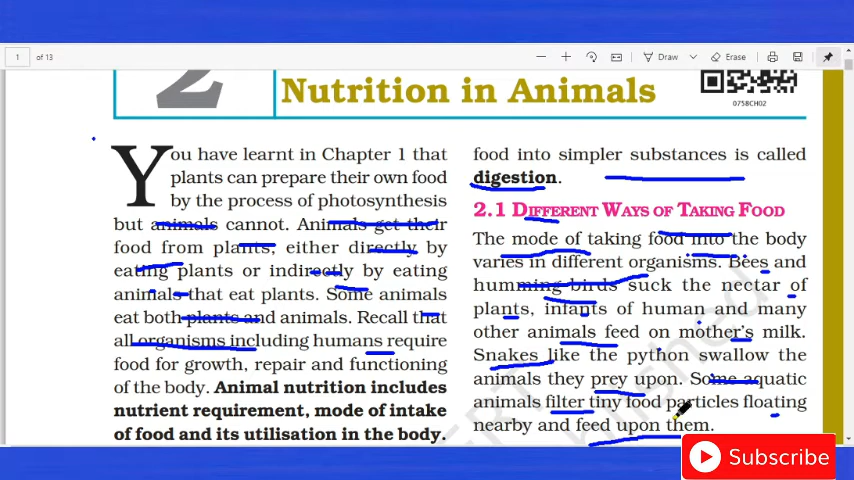 1 of 13
Draw
Erase
2
Nutrition in Animals
0758CH02
You have learnt in Chapter 1 that
plants can prepare their own food
by the process of photosynthesis
but animals cannot. Animals get their
food from plants, either directly by
eating plants or indirectly by eating
animals that eat plants. Some animals
eat both plants and animals. Recall that
all organisms including humans require
food for growth, repair and functioning
of the body. Animal nutrition includes
nutrient requirement, mode of intake
of food and its utilisation in the body.
food into simpler substances is called
digestion.
2.1 DIFFERENT WAYS OF TAKING FOOD
The mode of taking food into the body
varies in different organisms. Bees and
humming birds suck the nectar of
plants, infants of human and many
other animals feed on mother's milk.
Snakes like the python swallow the
animals they prey upon. Some aquatic
animals filter tiny food particles floating
nearby and feed upon them.
Subscribe